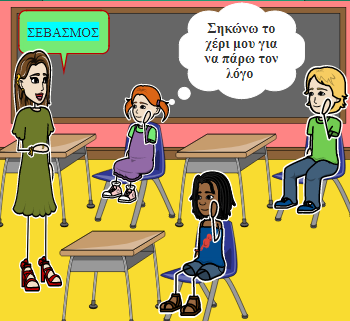 ΣΕΒΑΣΜΟΣ
Σηκώνω το
χέρι μου για
να πάρω τον
λόγο